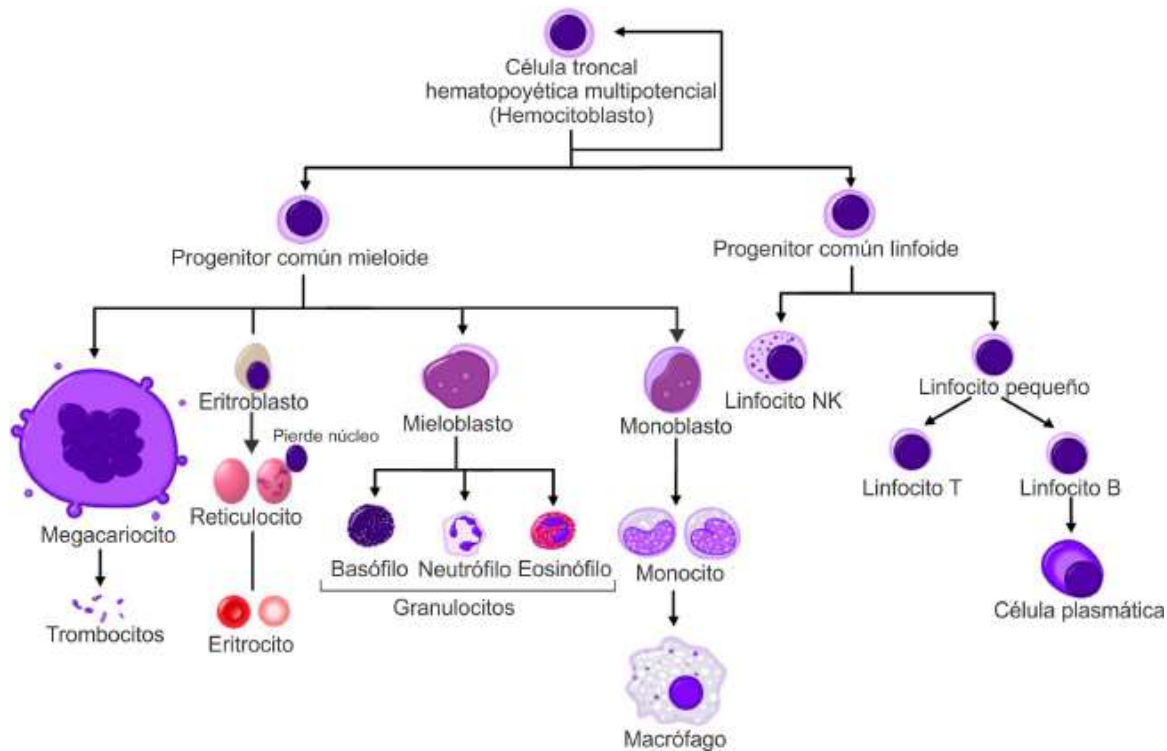 Célula troncal
hematopoyética multipotencial
(Hemocitoblasto)
Progenitor común mieloide
Progenitor común linfoide
Eritroblasto
Pierde núcleo
Mieloblasto
Monoblasto
Linfocito NK
Linfocito pequeño
Megacariocito
Reticulocito
Linfocito T
Linfocito B
Basófilo
Neutrófilo
Eosinófilo
Granulocitos
Monocito
Célula plasmática
Trombocitos
Eritrocito
Macrófago